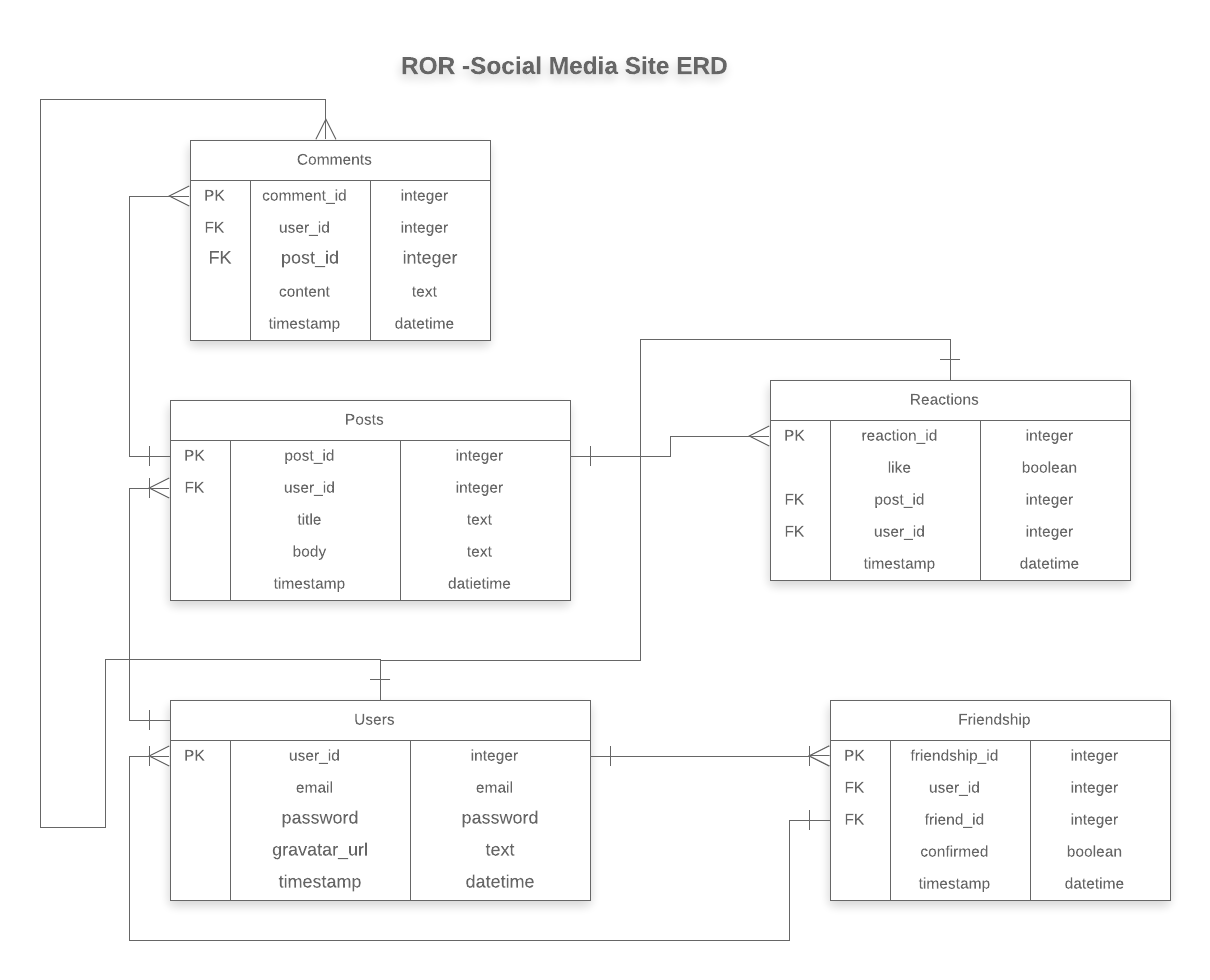 ROR -Social Media Site ERD
Comments
PK comment_id integer
FK user_id integer
FK post_id integer
content text
timestamp datetime
Posts
PK post_id integer
FK user_id integer
title text
body text
timestamp datietime
Reactions
PK reaction_id integer
like boolean
FK post_id integer
FK user_id integer
timestamp datetime
Users
PK user_id integer
email email
password password
gravatar_url text
timestamp datetime
Friendship
PK friendship_id integer
FK user_id integer
FK friend_id integer
confirmed boolean
timestamp datetime